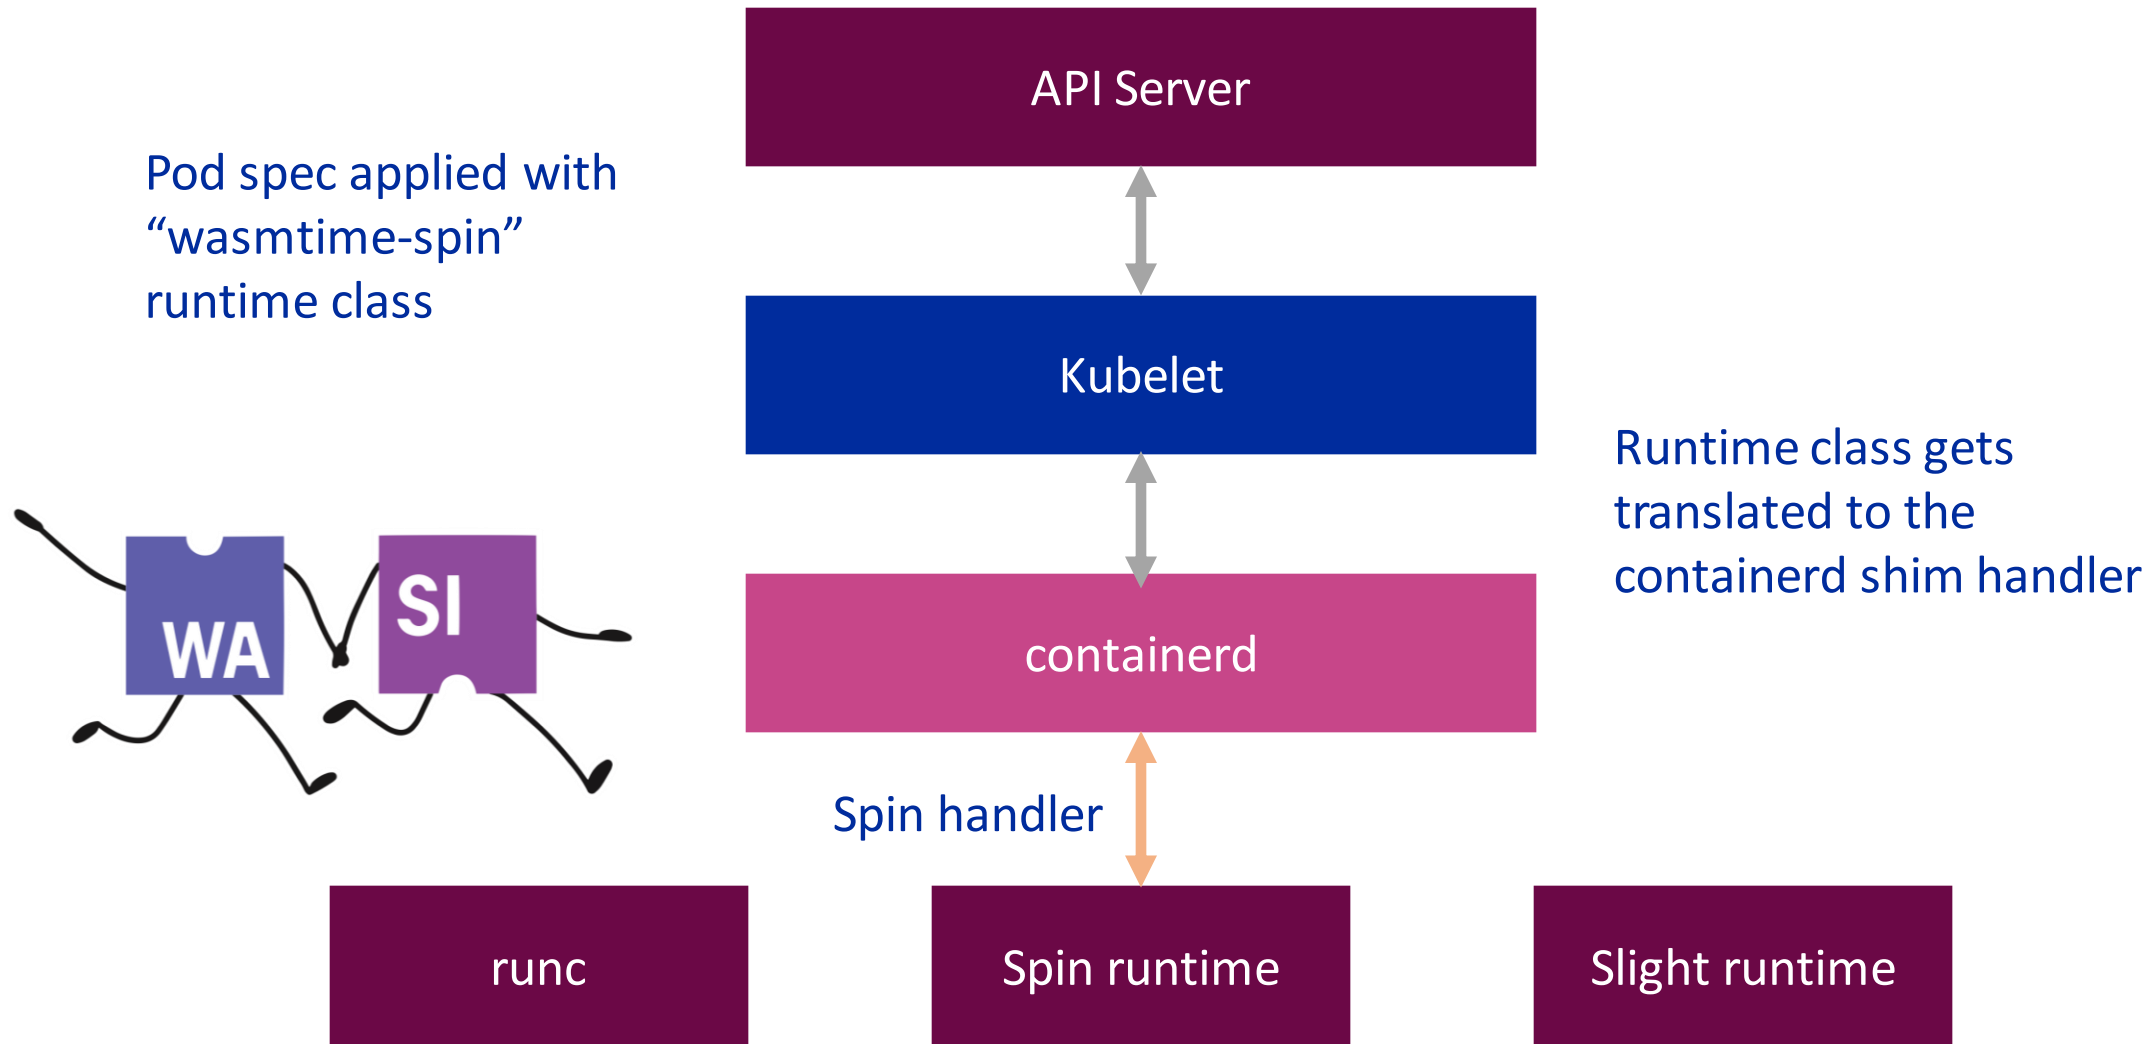 API Server
Pod spec applied with
“wasmtime-spin”
runtime class
Kubelet
Runtime class gets
translated to the
containerd shim handler
WA
SI
containerd
Spin handler
runc
Spin runtime
Slight runtime